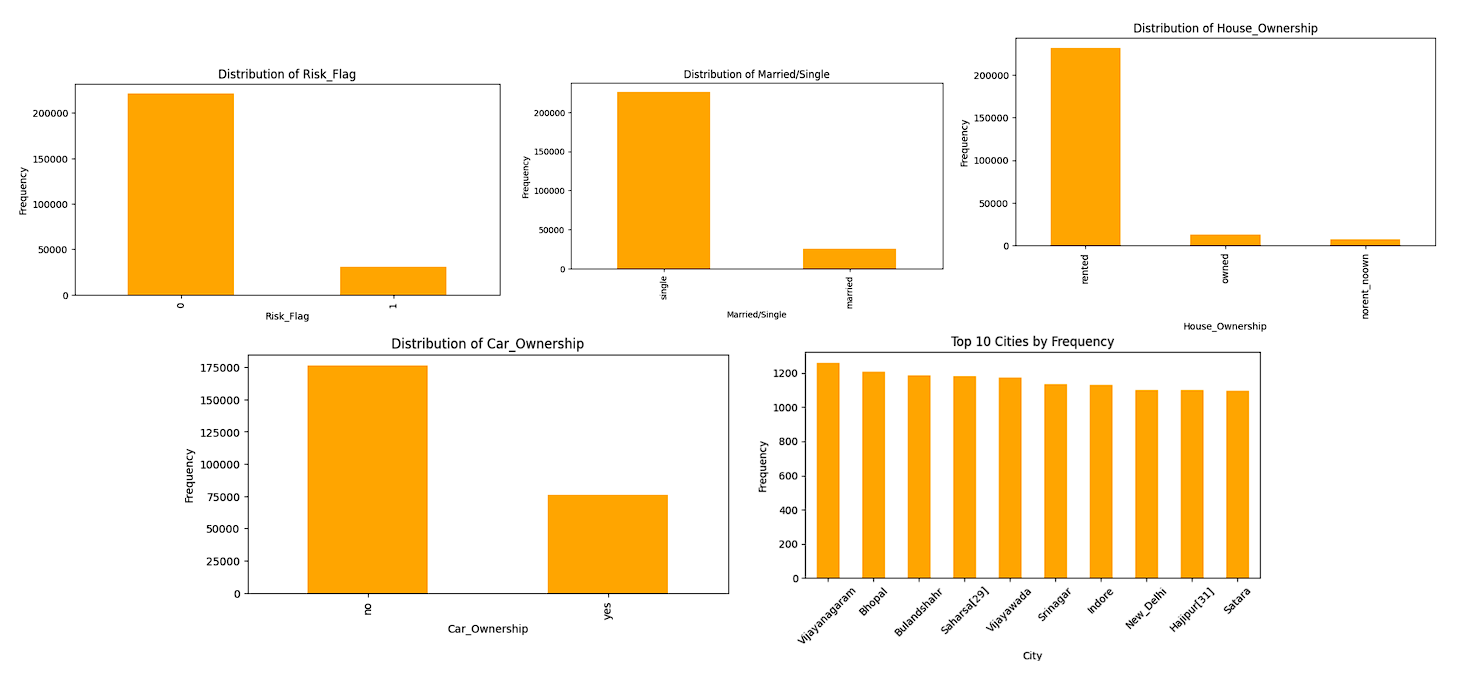 Distribution of Risk_Flag
200000
150000
100000
50000
0
Frequency
0
1
Risk_Flag
Distribution of Married/Single
200000
150000
100000
50000
0
Frequency
single
married
Married/Single
Distribution of House_Ownership
200000
150000
100000
50000
0
Frequency
rented
owned
norent_noown
House_Ownership
Distribution of Car_Ownership
175000
150000
125000
100000
75000
50000
25000
0
Frequency
no
yes
Car_Ownership
Top 10 Cities by Frequency
1200
1000
800
600
400
200
0
Frequency
Vijayanagaram
Bhopal
Bulandshahr
Saharsa[29]
Vijayawada
Srinagar
Indore
New_Delhi
Hajipur[31]
Satara
City